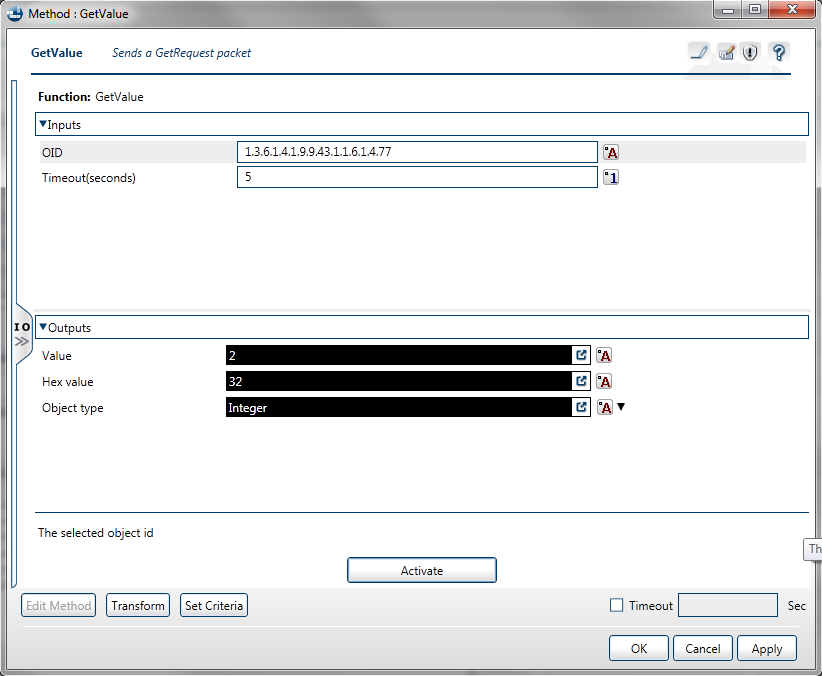 Method : GetValue
GetValue Sends a GetRequest packet
Function: GetValue
Inputs
OID 1.3.6.1.4.1.9.9.43.1.1.6.1.4.77 A
Timeout(seconds) 5 1
I O
Outputs
Value 2 A
Hex value 32 A
Object type Integer A
The selected object id
Th
Activate
Edit Method Transform Set Criteria Timeout Sec
OK Cancel Apply